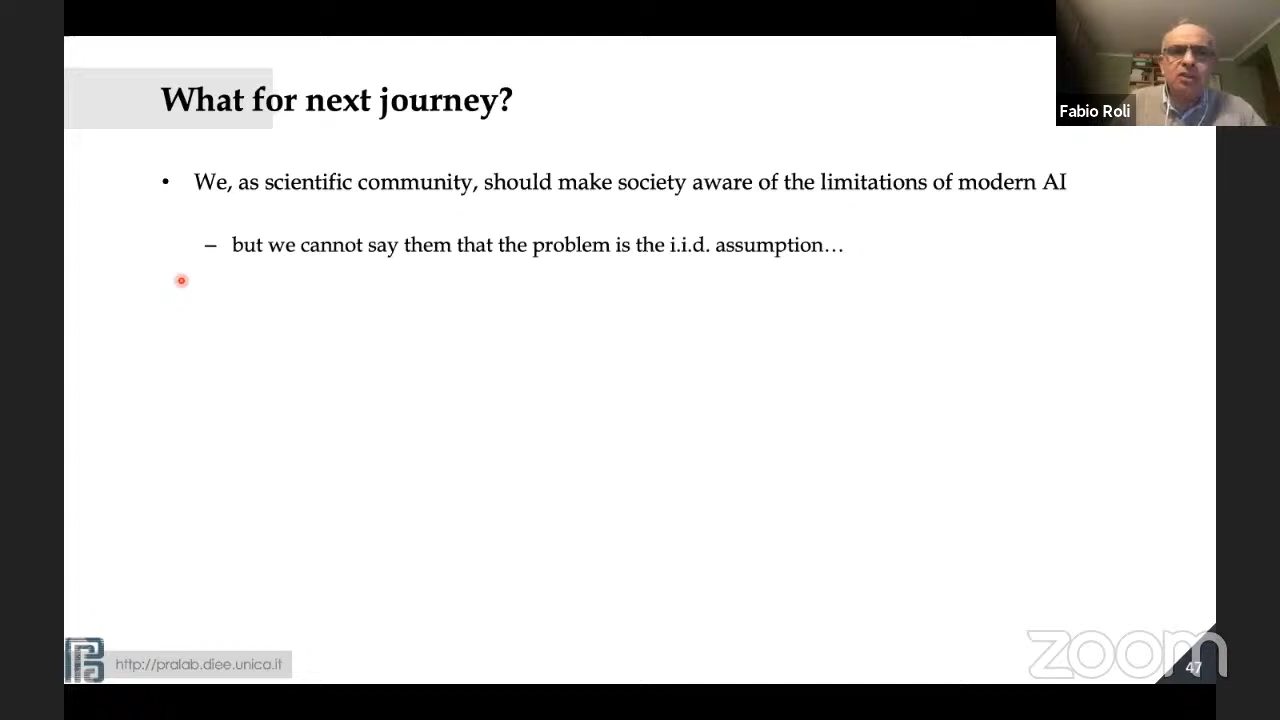 Fabio Roli
What for next journey?
• We, as scientific community, should make society aware of the limitations of modern AI
– but we cannot say them that the problem is the i.i.d. assumption…
http://pralab.diee.unica.it
zoom
47